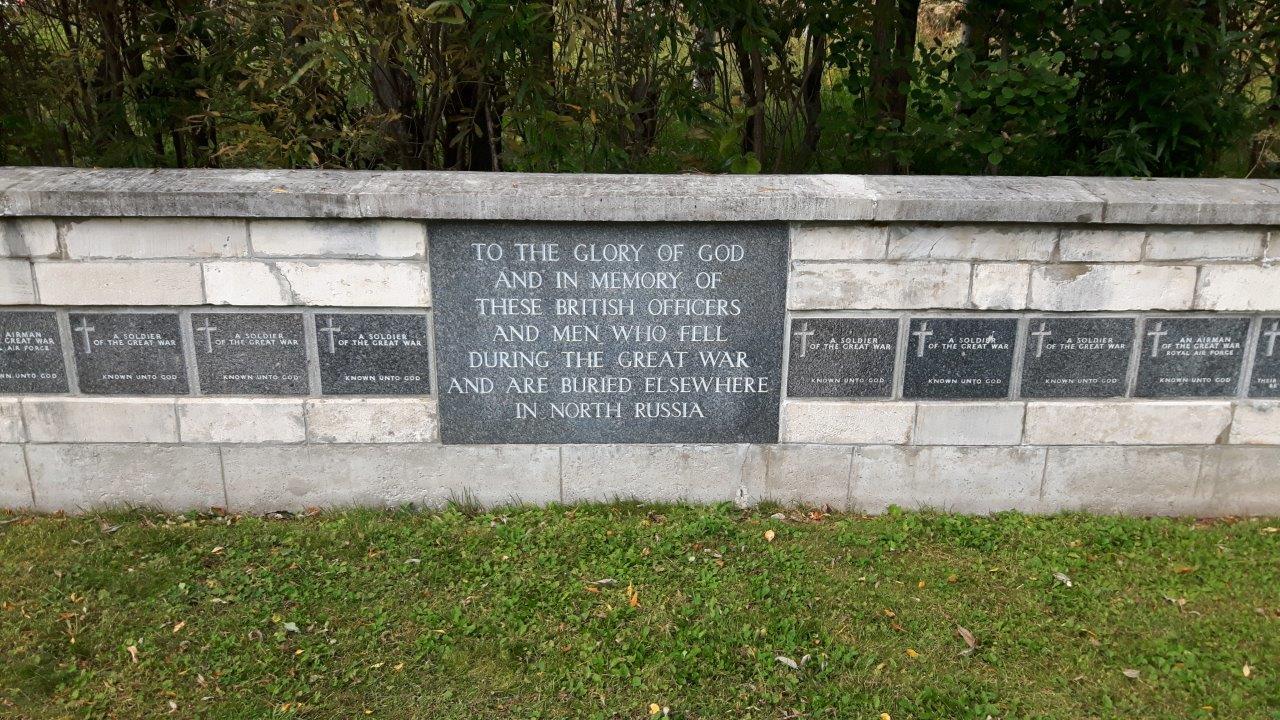 TO THE GLORY OF GOD
AND IN MEMORY OF
THESE BRITISH OFFICERS
AND MEN WHO FELL
DURING THE GREAT WAR
AND ARE BURIED ELSEWHERE
IN NORTH RUSSIA
AIRMAN
GREAT WAR
AIR FORCE
KNOWN UNTO GOD
A SOLDIER
OF THE GREAT WAR
KNOWN UNTO GOD
A SOLDIER
OF THE GREAT WAR
KNOWN UNTO GOD
A SOLDIER
OF THE GREAT WAR
KNOWN UNTO GOD
A SOLDIER
OF THE GREAT WAR
KNOWN UNTO GOD
A SOLDIER
OF THE GREAT WAR
KNOWN UNTO GOD
A SOLDIER
OF THE GREAT WAR
KNOWN UNTO GOD
AN AIRMAN
OF THE GREAT WAR
ROYAL AIR FORCE
KNOWN UNTO GOD